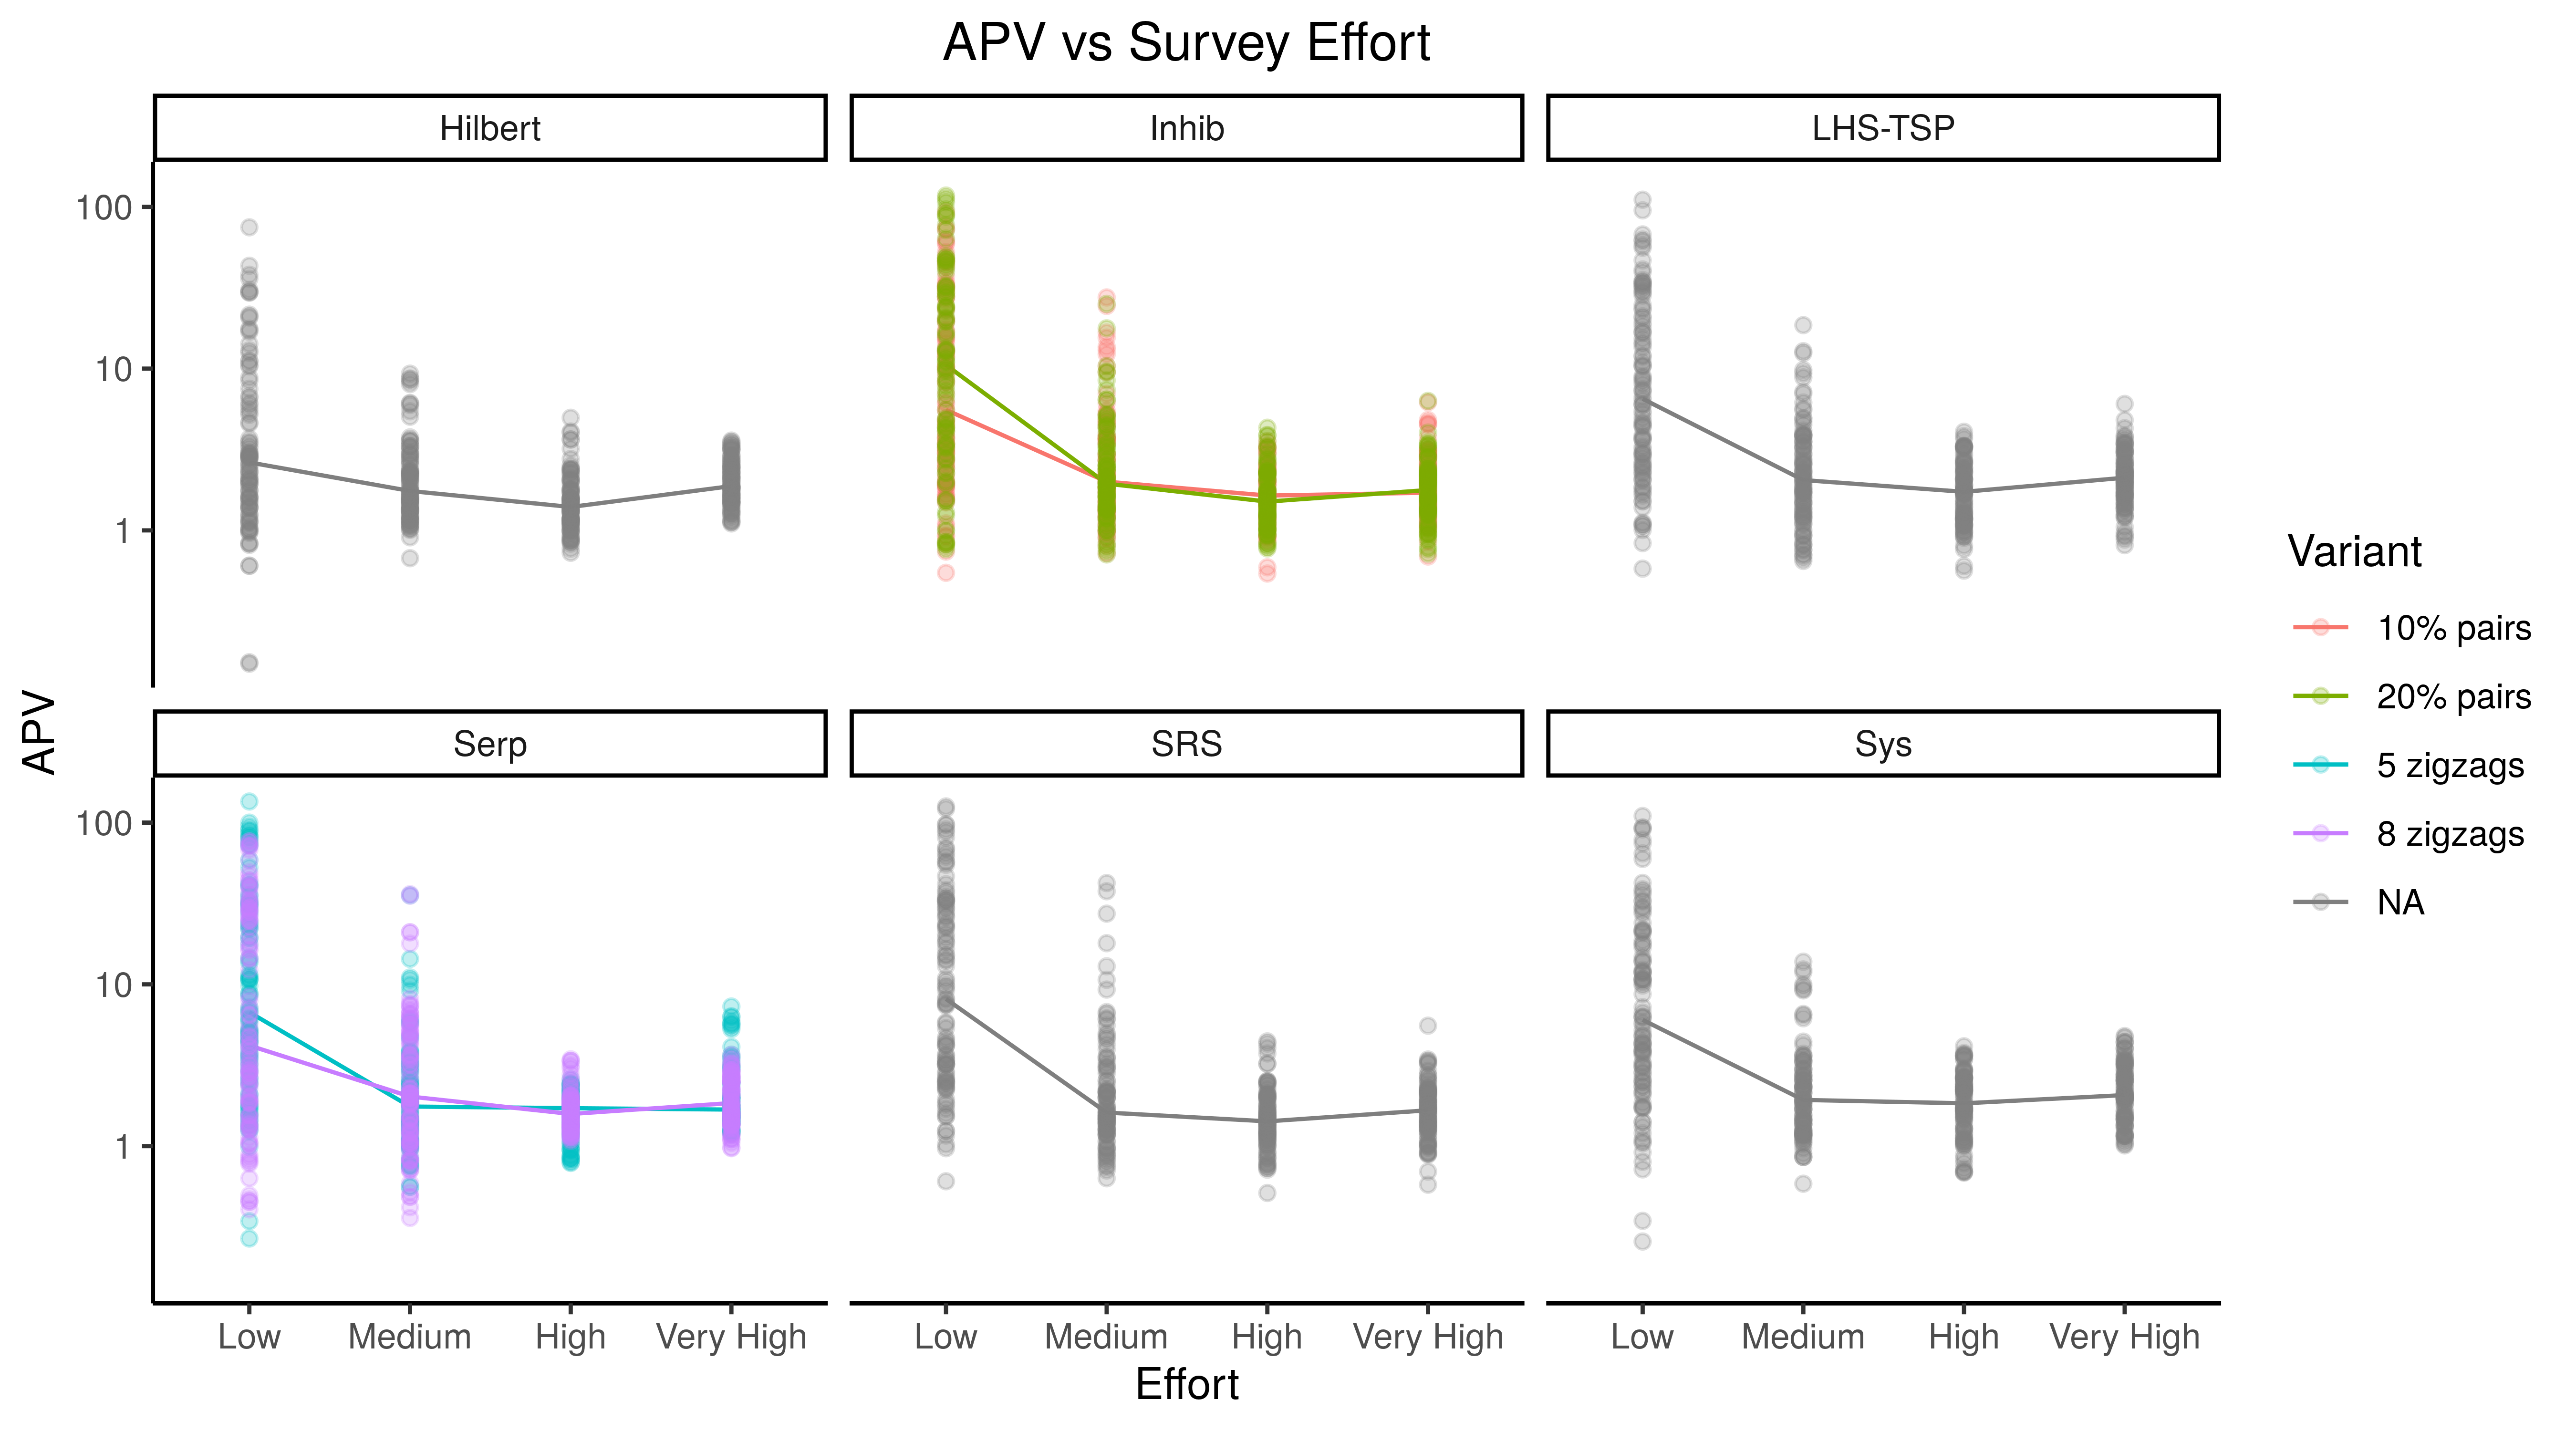 APV vs Survey Effort
Hilbert
Inhib
LHS-TSP
100
10
1
Serp
SRS
Sys
100
10
1
APV
Low Medium High Very High
Low Medium High Very High
Low Medium High Very High
Effort
Variant
10% pairs
20% pairs
5 zigzags
8 zigzags
NA